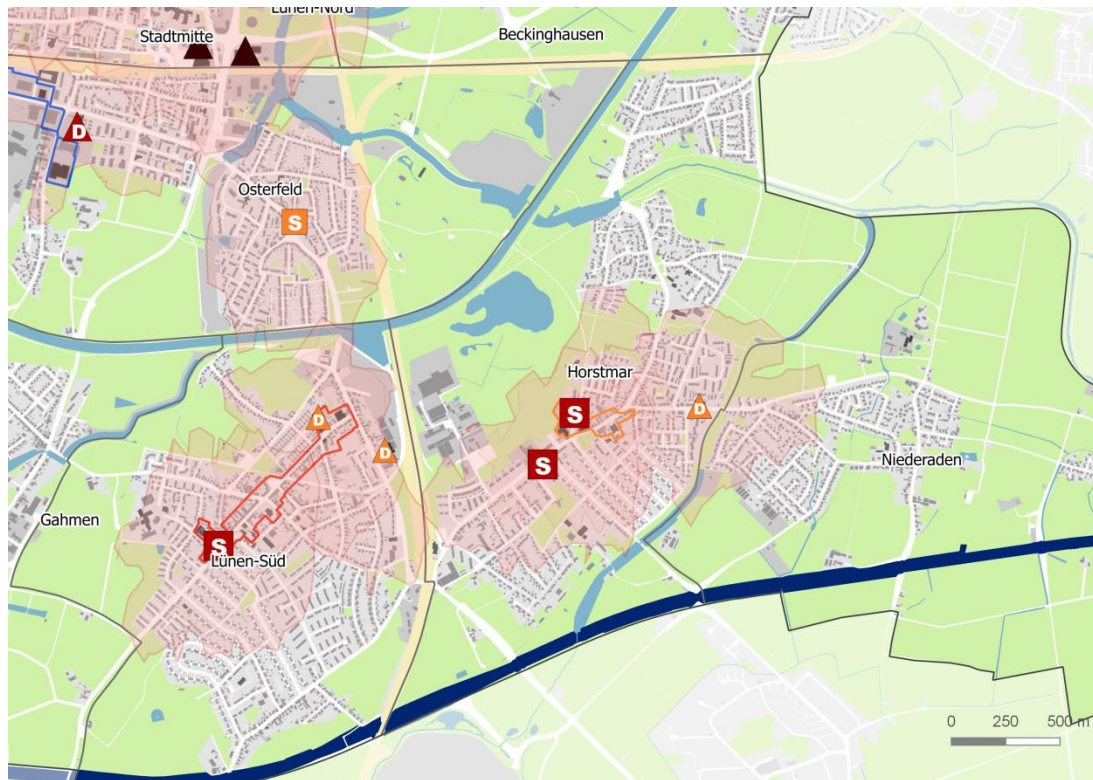 Lünen-Nord
Stadtmitte
Beckinghausen
D
Osterfeld
S
Horstmar
D
S
D
D
S
Niederaden
Gahmen
S
Lünen-Süd
0 250 500 m